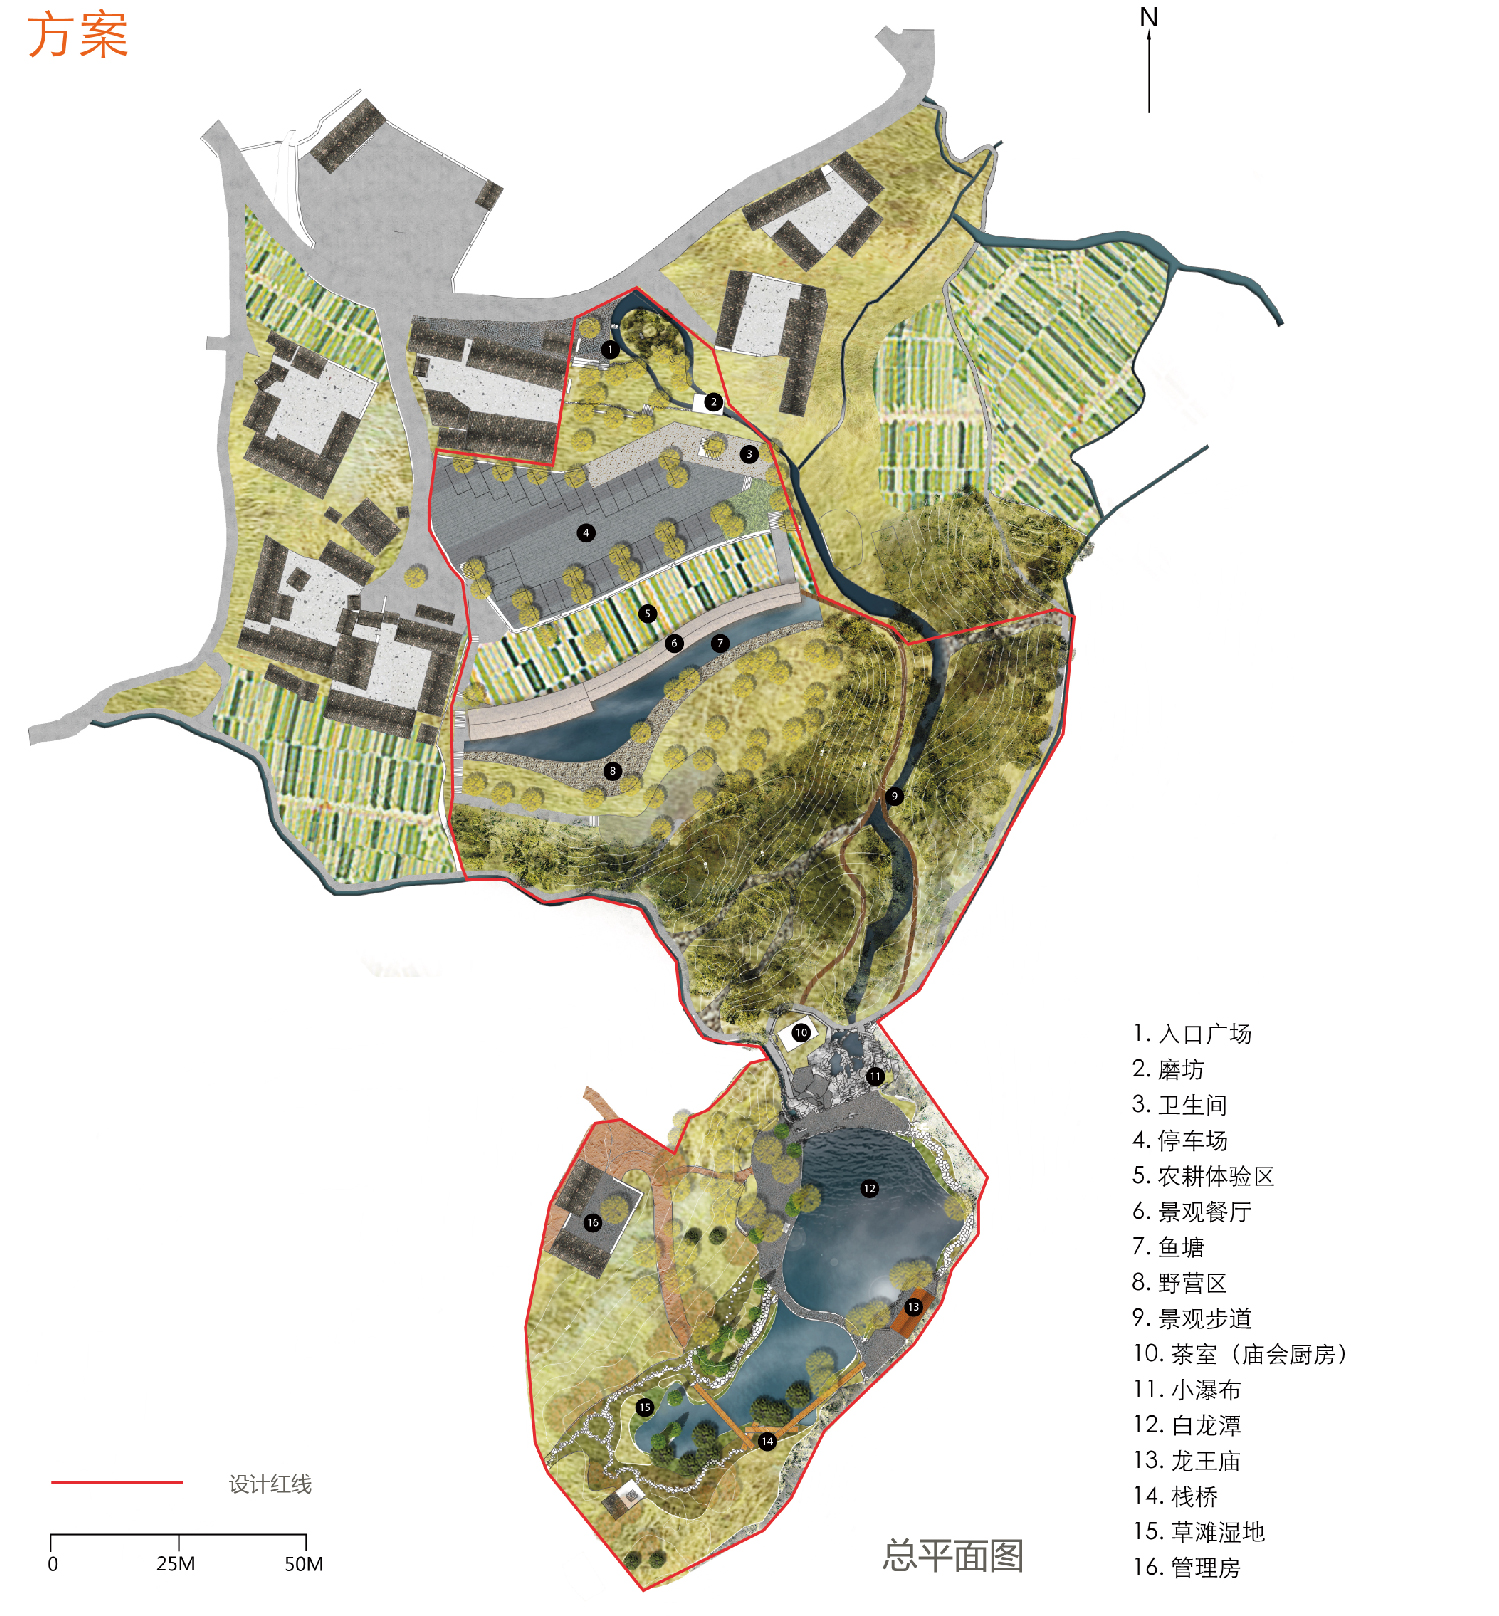 方案
N
1
2
3
4
5
6
7
8
9
10
11
12
16
13
15
14
1. 入口广场
2. 磨坊
3. 卫生间
4. 停车场
5. 农耕体验区
6. 景观餐厅
7. 鱼塘
8. 野营区
9. 景观步道
10. 茶室（庙会厨房）
11. 小瀑布
12. 白龙潭
13. 龙王庙
14. 栈桥
15. 草滩湿地
16. 管理房
设计红线
0 25M 50M
总平面图